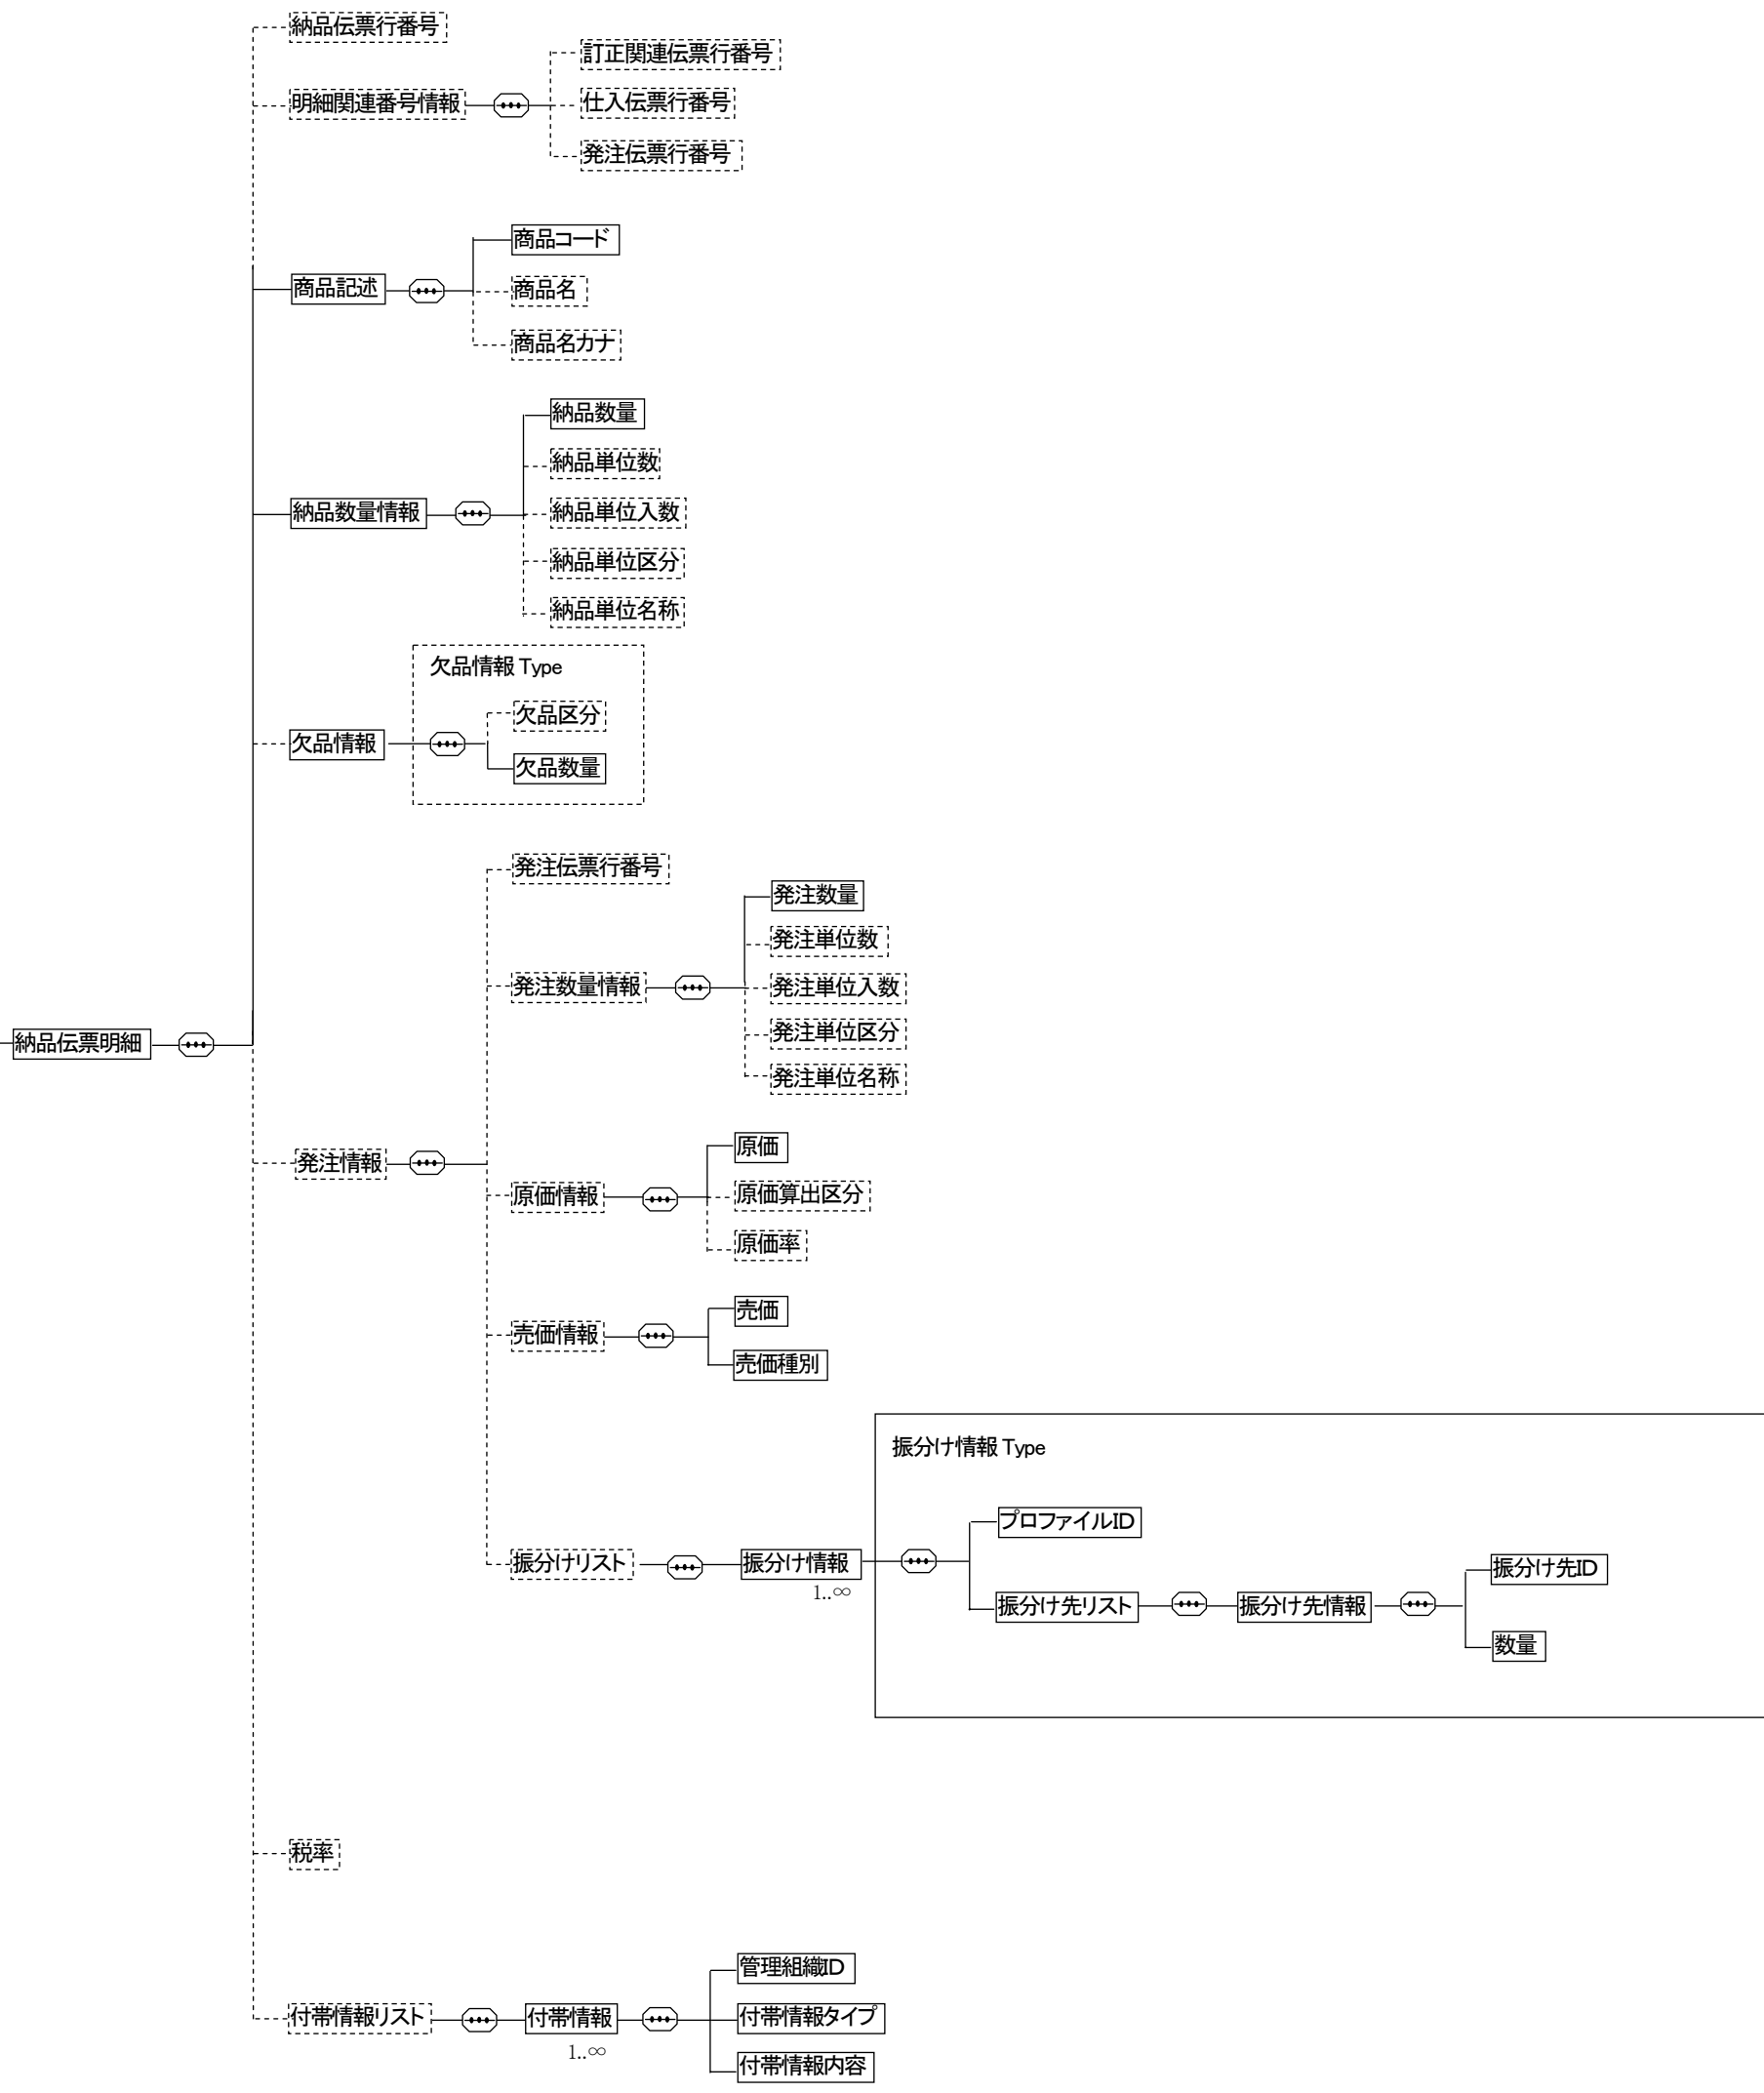 納品伝票行番号
訂正関連伝票行番号
明細関連番号情報
仕入伝票行番号
発注伝票行番号
商品コード
商品記述
商品名
商品名カナ
納品数量
納品単位数
納品数量情報
納品単位入数
納品単位区分
納品単位名称
欠品情報 Type
欠品区分
欠品情報
欠品数量
発注伝票行番号
発注数量
発注単位数
発注数量情報
発注単位入数
発注単位区分
納品伝票明細
発注単位名称
原価
発注情報
原価情報
原価算出区分
原価率
売価
売価情報
売価種別
振分け情報 Type
プロファイルID
振分けリスト
振分け情報
振分け先ID
1..∞
振分け先リスト
振分け先情報
数量
税率
管理組織ID
付帯情報リスト
付帯情報
付帯情報タイプ
1..∞
付帯情報内容